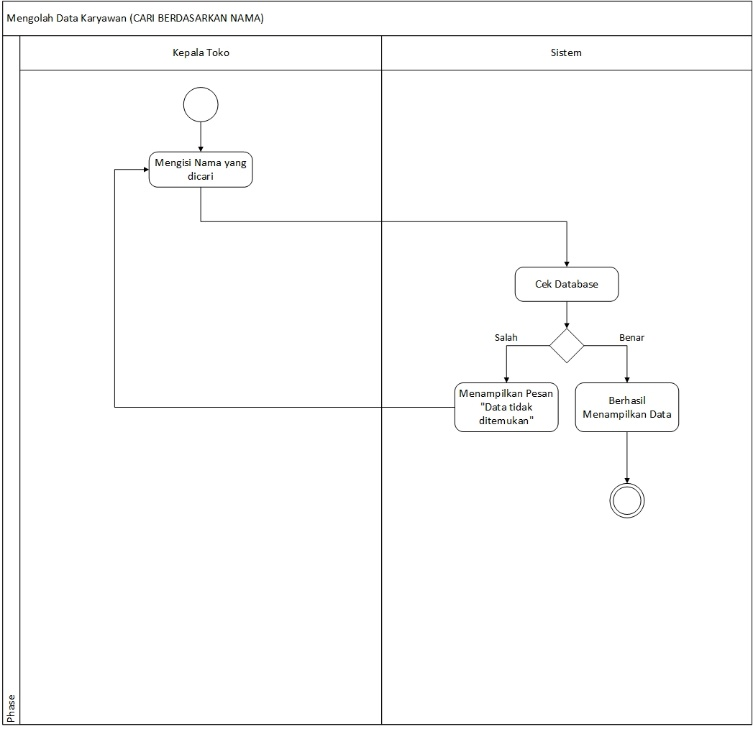 Mengolah Data Karyawan (CARI BERDASARKAN NAMA)
Kepala Toko
Sistem
Mengisi Nama yang
dicari
Cek Database
Salah
Benar
Menampilkan Pesan
"Data tidak
ditemukan"
Berhasil
Menampilkan Data
Phase